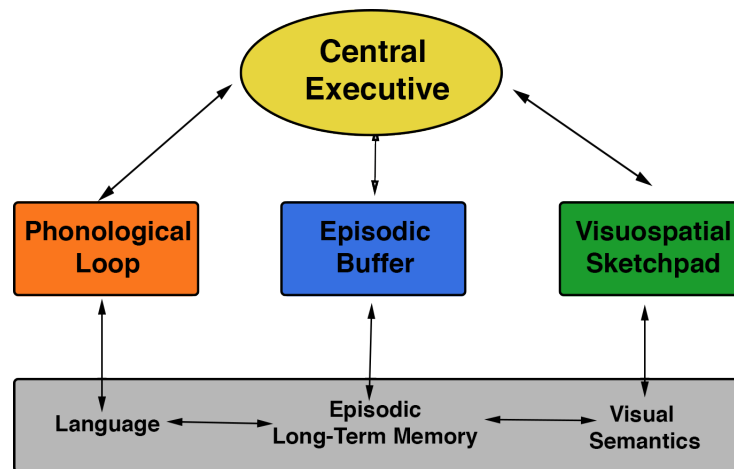 Central
Executive
Phonological
Loop
Episodic
Buffer
Visuospatial
Sketchpad
Language
Episodic
Long-Term Memory
Visual
Semantics